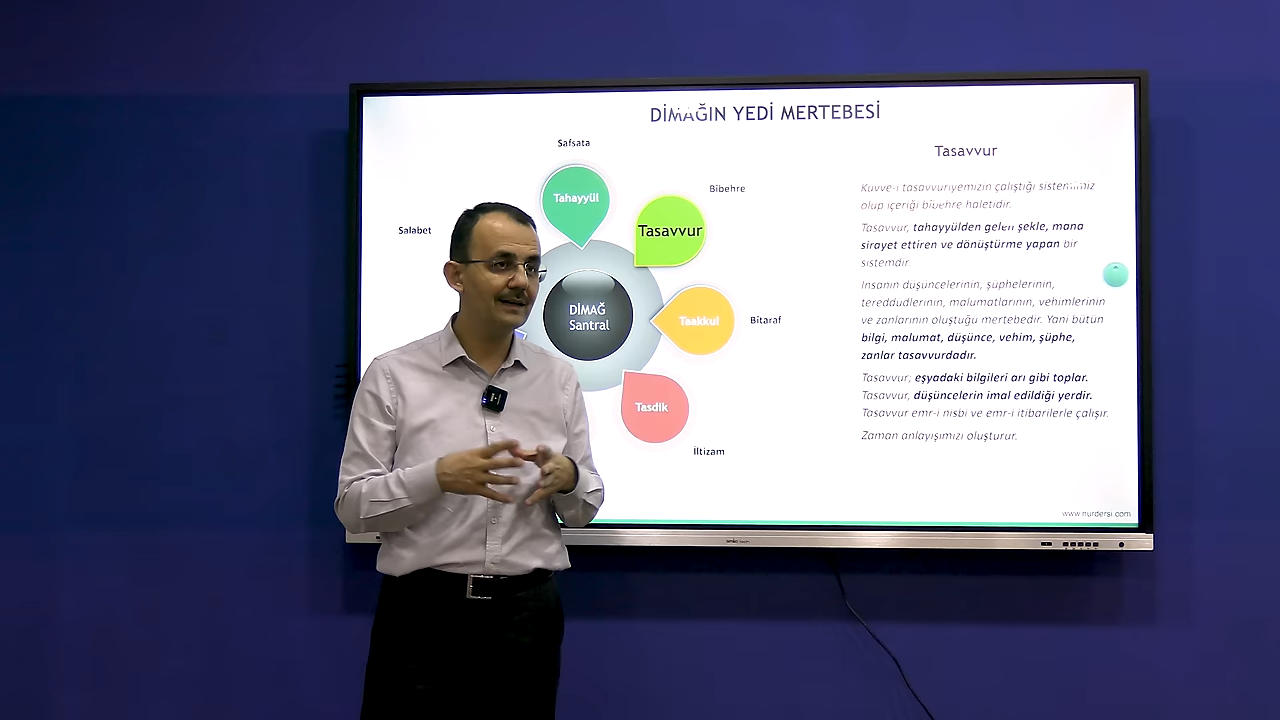 DİMAĞIN YEDİ MERTEBESİ
Safsata
Tahayyül
Bibehre
Tasavvur
Salabet
DİMAĞ
Santral
Taakkul
Bitaraf
Tasdik
İltizam
Tasavvur
Kuvve-i tasavvuriyemizin çalıştığı sistemimiz
olup içeriği bibehre haletidir.
Tasavvur, tahayyülden gelen şekle, mana
sirayet ettiren ve dönüştürme yapan bir
sistemdir.
İnsanın düşüncelerinin, şüphelerinin,
tereddüdlerinin, malumatlarının, vehimlerinin
ve zanlarının oluştuğu mertebedir. Yani bütün
bilgi, malumat, düşünce, vehim, şüphe,
zanlar tasavvurdadır.
Tasavvur; eşyadaki bilgileri arı gibi toplar.
Tasavvur, düşüncelerin imal edildiği yerdir.
Tasavvur emr-i nisbi ve emr-i itibarilerle çalışır.
Zaman anlayışımızı oluşturur.
www.nurdersi.com